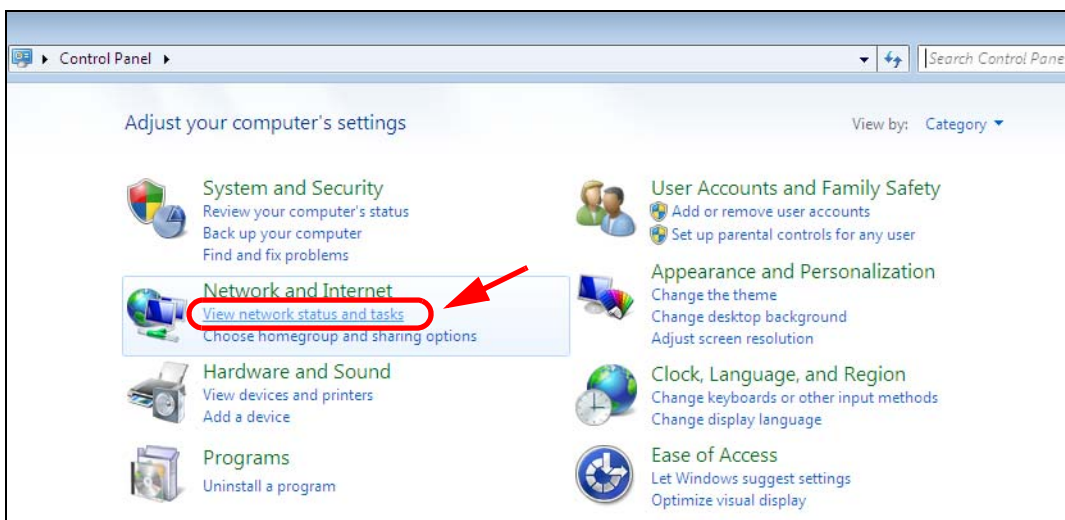 Control Panel
Search Control Pane
Adjust your computer's settings
View by: Category
System and Security
Review your computer's status
Back up your computer
Find and fix problems
Network and Internet
View network status and tasks
Choose homegroup and sharing options
Hardware and Sound
View devices and printers
Add a device
Programs
Uninstall a program
User Accounts and Family Safety
Add or remove user accounts
Set up parental controls for any user
Appearance and Personalization
Change the theme
Change desktop background
Adjust screen resolution
Clock, Language, and Region
Change keyboards or other input methods
Change display language
Ease of Access
Let Windows suggest settings
Optimize visual display